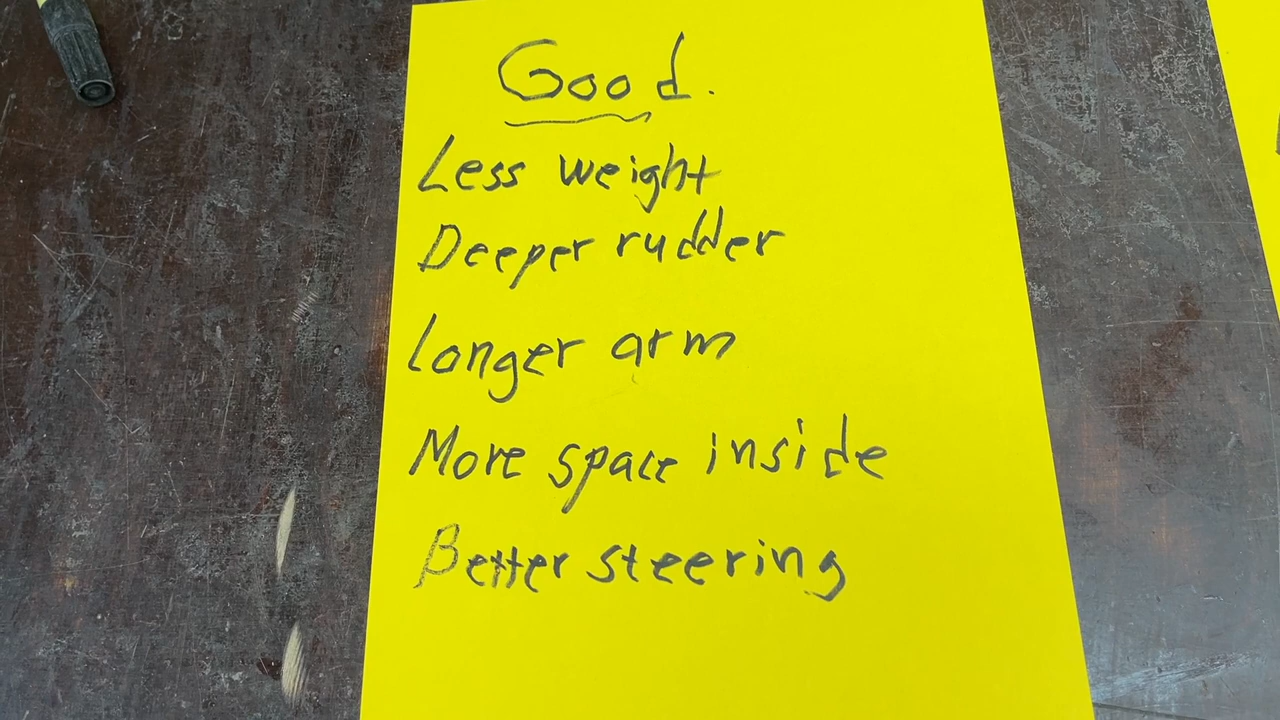 Good.
Less weight
Deeper rudder
Longer arm
More space inside
Better steering